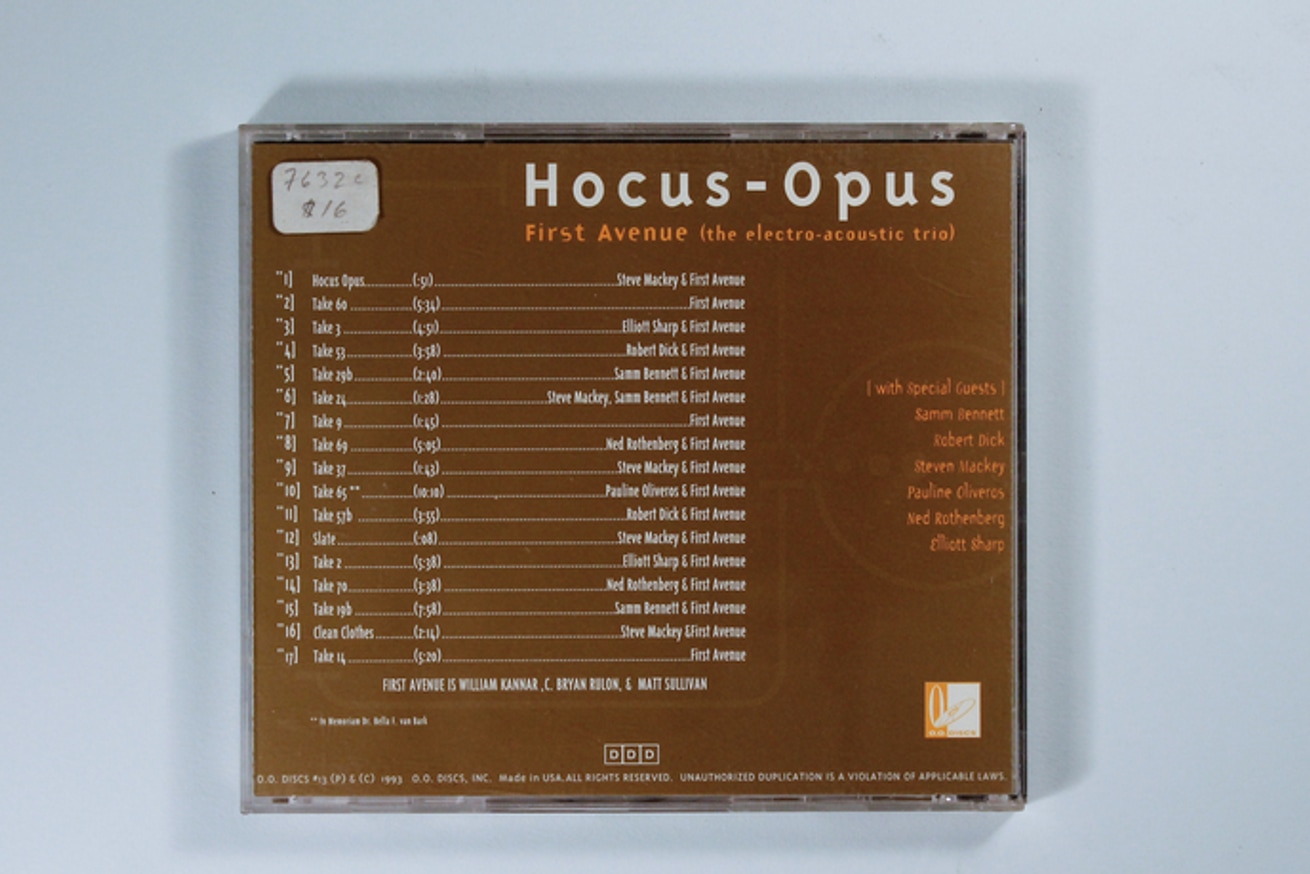 7632c
$16
Hocus-Opus
First Avenue (the electro-acoustic trio)
¨1] Hocus Opus (:51) Steve Mackey & First Avenue
¨2] Take 60 (5:34) First Avenue
¨3] Take 3 (4:51) Elliott Sharp & First Avenue
¨4] Take 53 (3:58) Robert Dick & First Avenue
¨5] Take 29b (2:40) Samm Bennett & First Avenue
¨6] Take 24 (1:28) Steve Mackey, Samm Bennett & First Avenue
¨7] Take 9 (1:45) First Avenue
¨8] Take 69 (5:05) Ned Rothenberg & First Avenue
¨9] Take 37 (1:43) Steve Mackey & First Avenue
¨10] Take 65 ** (10:10) Pauline Oliveros & First Avenue
¨11] Take 57b (3:55) Robert Dick & First Avenue
¨12] Slate (:08) Steve Mackey & First Avenue
¨13] Take 2 (5:38) Elliott Sharp & First Avenue
¨14] Take 70 (3:38) Ned Rothenberg & First Avenue
¨15] Take 19b (7:58) Samm Bennett & First Avenue
¨16] Clean Clothes (2:14) Steve Mackey &First Avenue
¨17] Take 14 (5:20) First Avenue
FIRST AVENUE IS WILLIAM KANNAR ,C. BRYAN RULON, & MATT SULLIVAN
** In Memoriam Dr. Bella F. van Bark
[ with Special Guests ]
Samm Bennett
Robert Dick
Steven Mackey
Pauline Oliveros
Ned Rothenberg
Elliott Sharp
O.O. DISCS
DDD
O.O. DISCS #13 (P) & (C) 1993 O.O. DISCS, INC. Made in USA. ALL RIGHTS RESERVED. UNAUTHORIZED DUPLICATION IS A VIOLATION OF APPLICABLE LAWS.